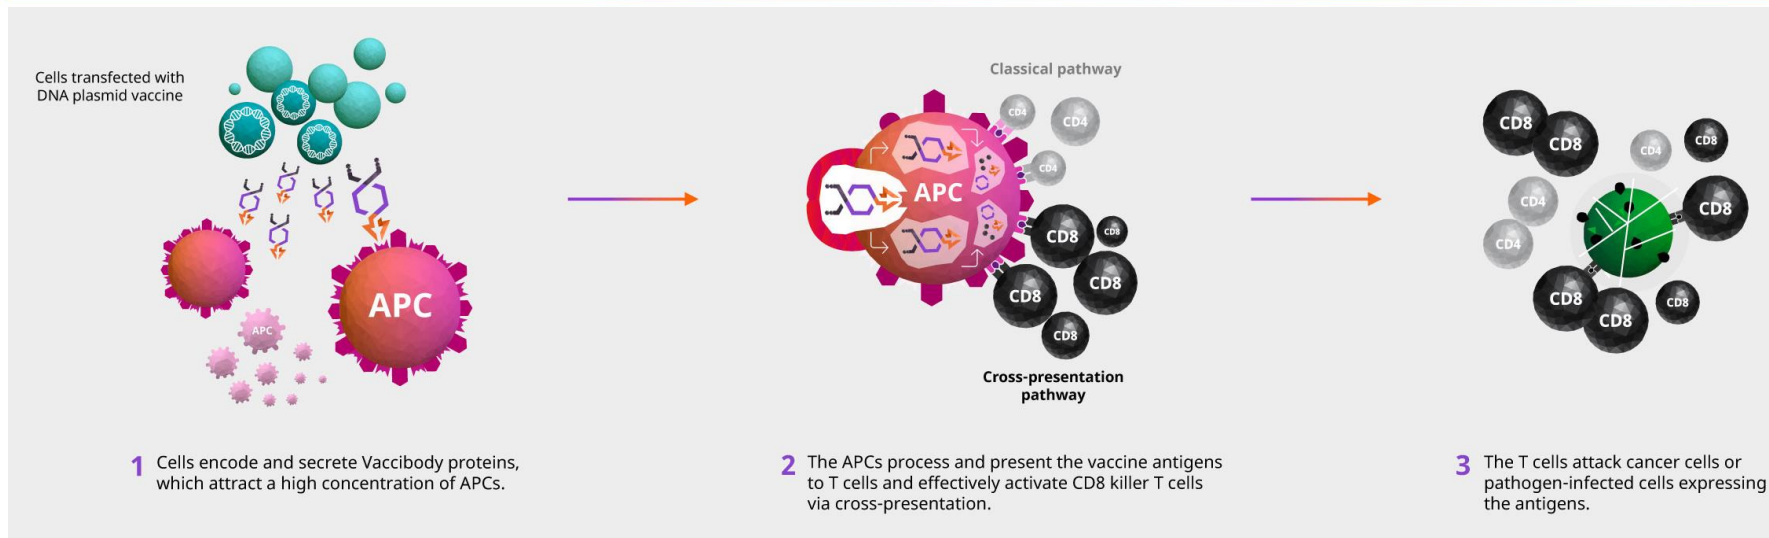 Cells transfected with
DNA plasmid vaccine
APC
APC
1 Cells encode and secrete Vaccibody proteins,
which attract a high concentration of APCs.
Classical pathway
CD4
CD4
CD4
APC
CD8
CD8
CD8
CD8
CD8
Cross-presentation
pathway
2 The APCs process and present the vaccine antigens
to T cells and effectively activate CD8 killer T cells
via cross-presentation.
CD8
CD8
CD4
CD8
CD4
CD8
CD4
CD8
CD8
CD8
3 The T cells attack cancer cells or
pathogen-infected cells expressing
the antigens.